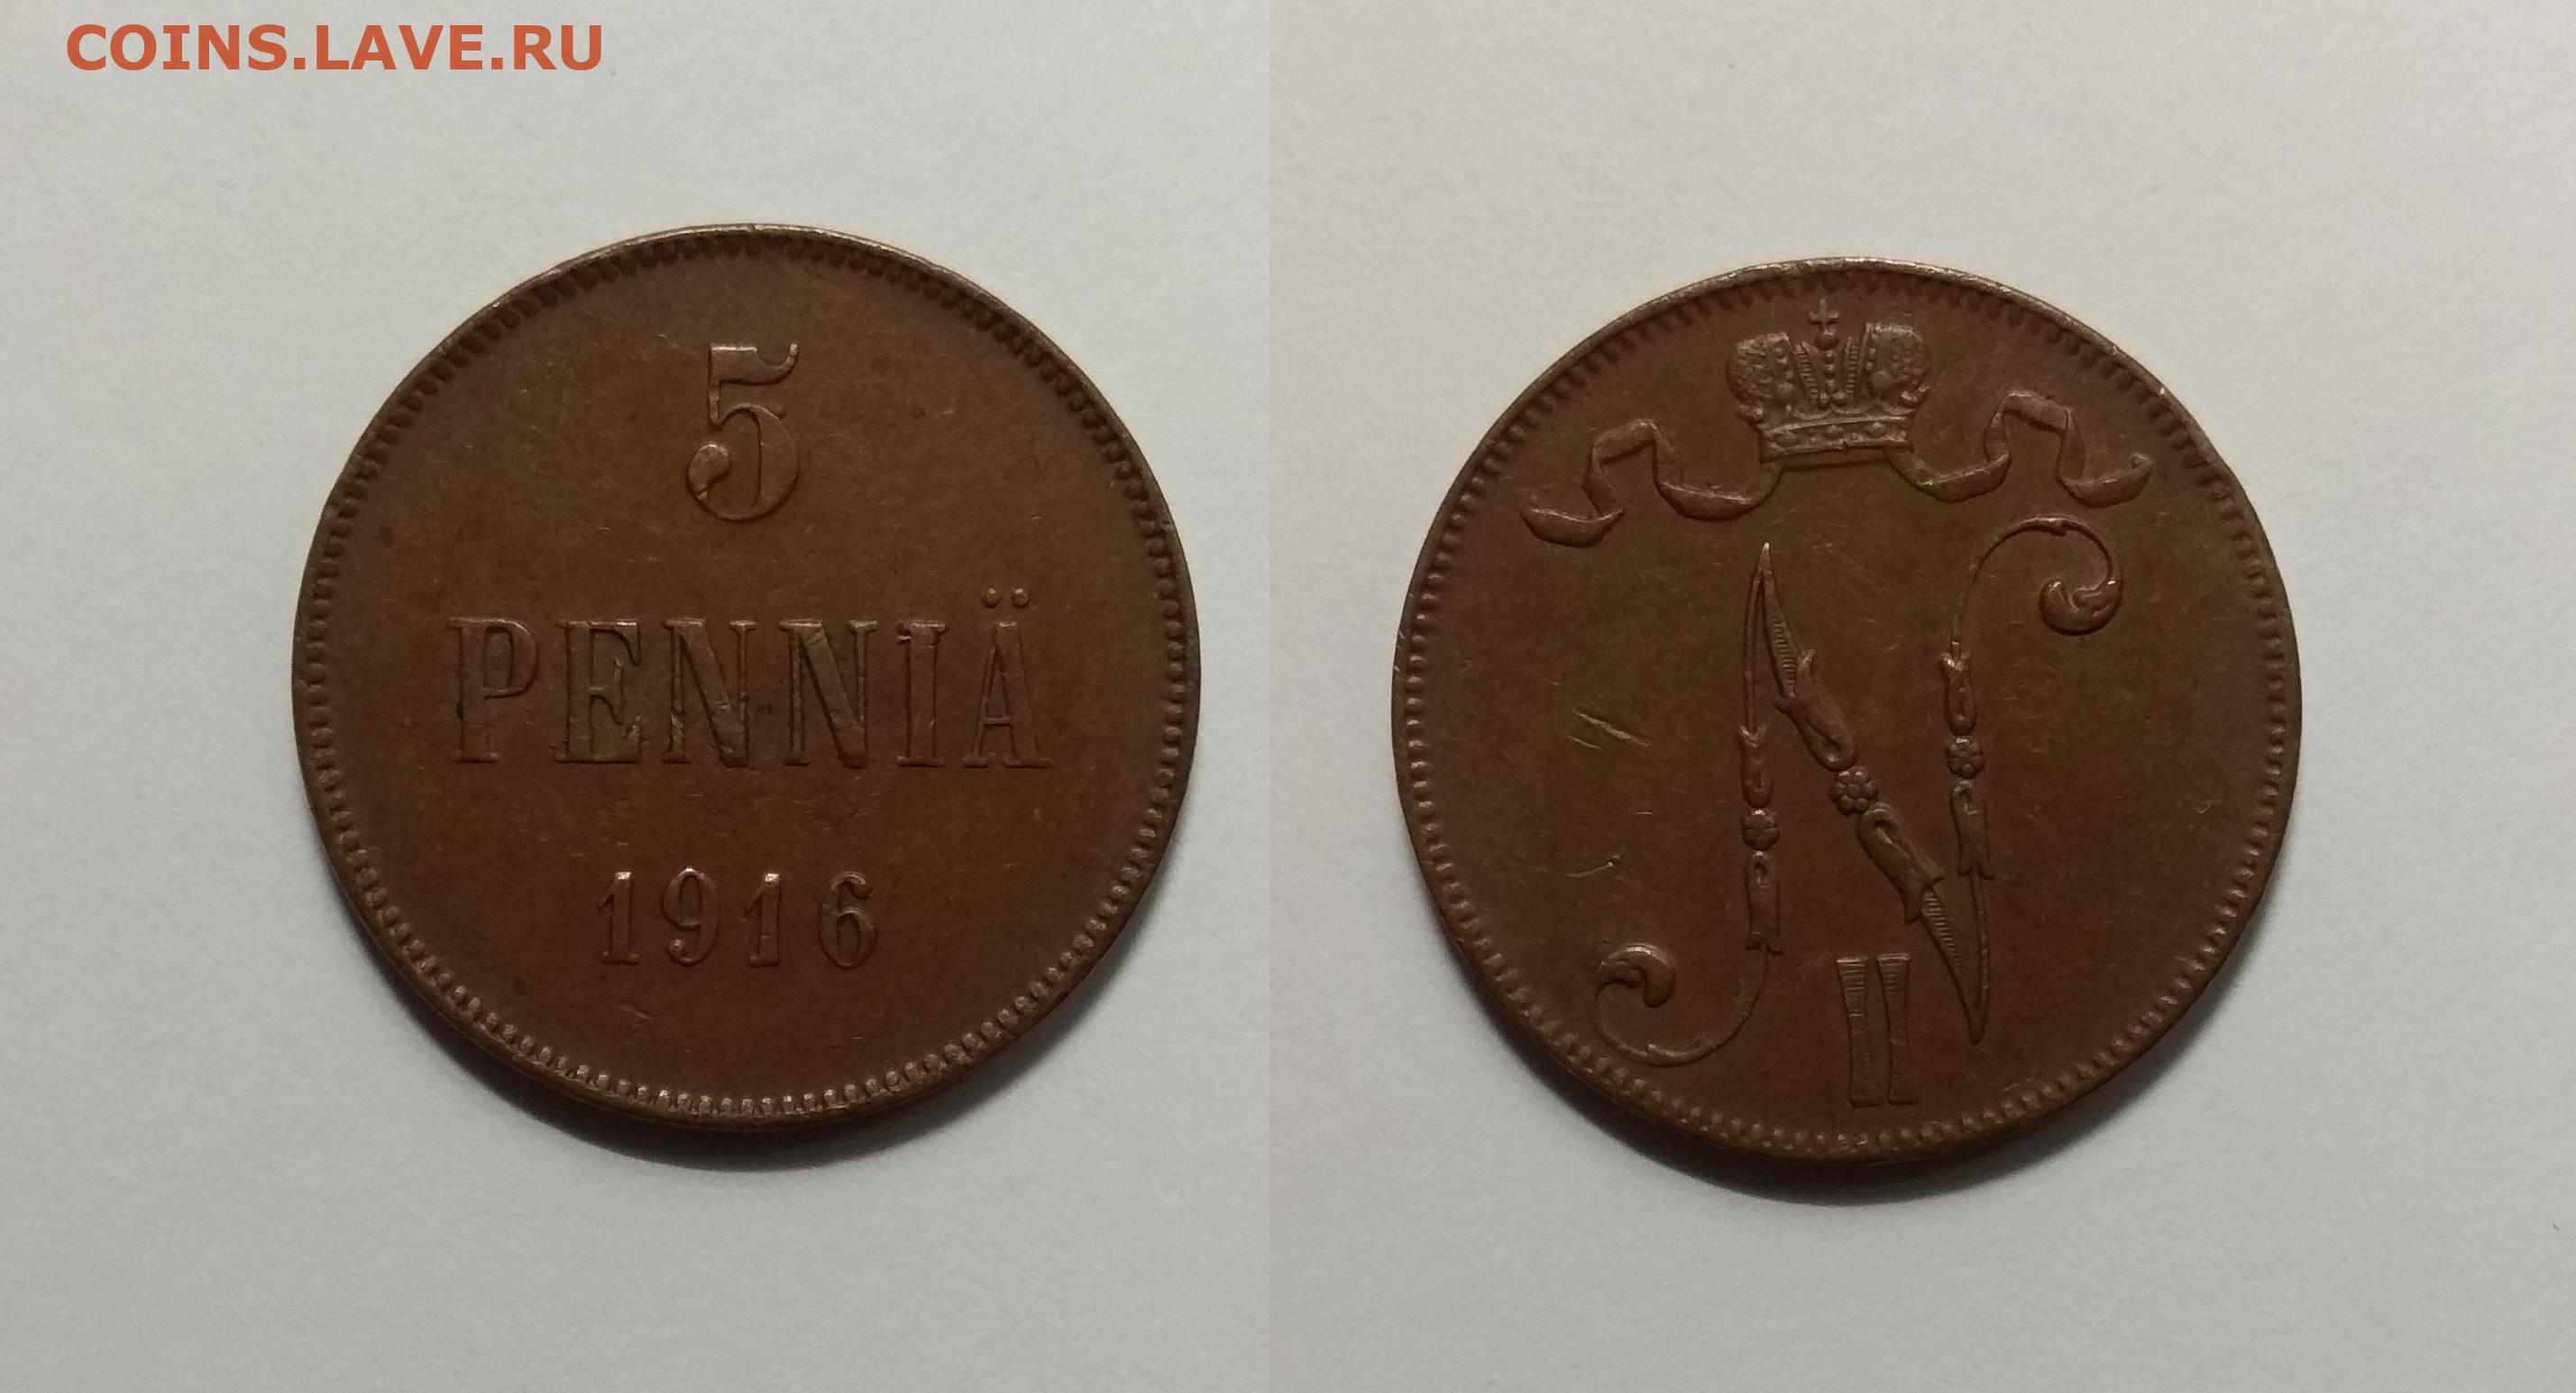 COINS.LAVE.RU
5
PENNIÄ
1916
N
II